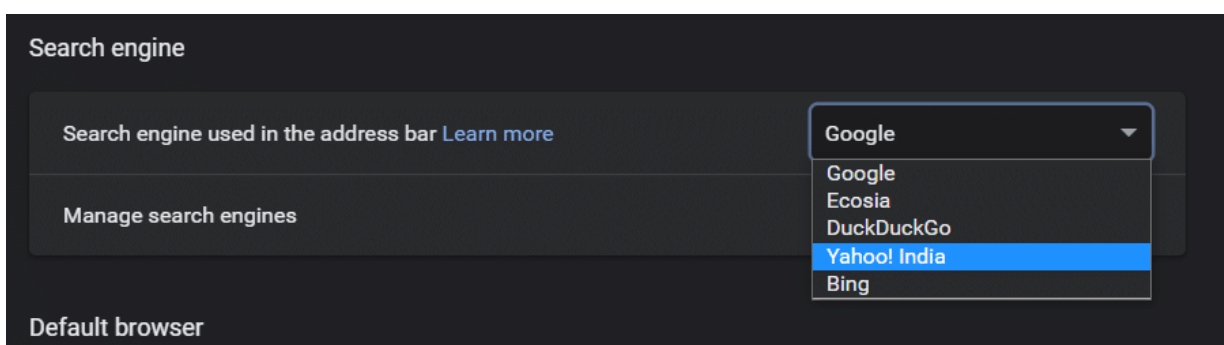 Search engine
Search engine used in the address bar Learn more
Google
Google
Ecosia
DuckDuckGo
Yahoo! India
Bing
Manage search engines
Default browser